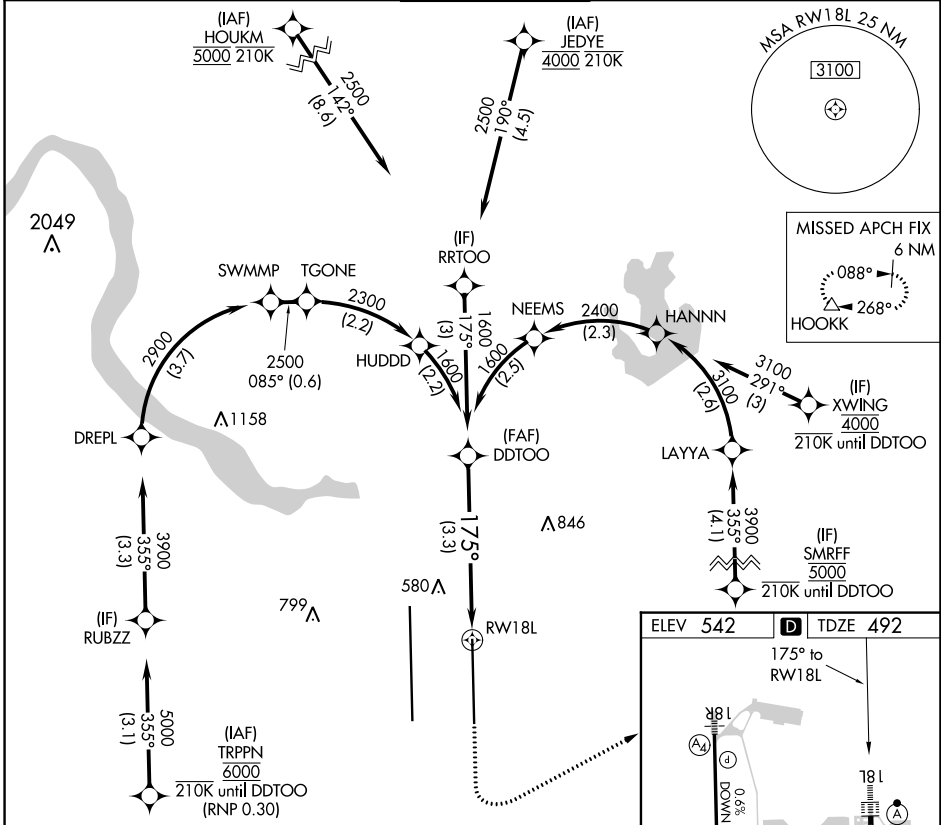 (IAF)
HOUKM
5000 210K
2500
142°
(8.6)
(IAF)
JEDYE
4000 210K
2500
190°
(4.5)
MSA RW18L 25 NM
3100
MISSED APCH FIX
6 NM
088°
268°
HOOKK
2049
SWMMP
TGONE
2300
(2.2)
(IF)
RRTOO
1600
175°
(3)
NEEMS
2400
(2.3)
HANNN
2900
(3.7)
2500
085° (0.6)
HUDDD
1600
(2.2)
1600
(2.5)
3100
(2.6)
3100
291°
(3)
(IF)
XWING
4000
210K until DDTOO
DREPL
1158
(FAF)
DDTOO
LAYYA
3900
355°
(3.3)
175°
(3.3)
846
3900
355°
(4.1)
(IF)
SMRFF
5000
210K until DDTOO
(IF)
RUBZZ
799
580
RW18L
5000
355°
(3.1)
(IAF)
TRPPN
6000
210K until DDTOO
(RNP 0.30)
ELEV 542
D
TDZE 492
175° to
RW18L
18R
A4
P
0.6%
DOWN
18L
A